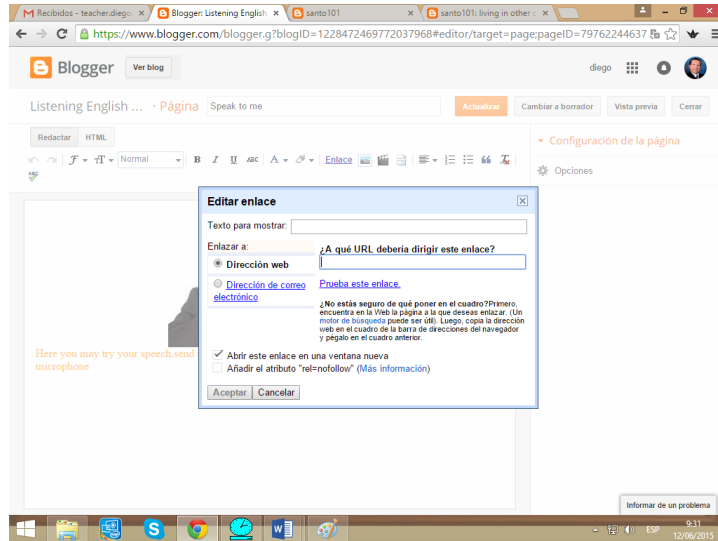 Recibidos - teacher.diego
Blogger: Listening English
santo101
santo101: living in other c
https://www.blogger.com/blogger.g?blogID=1228472469772037968#editor/target=page;pageID=79762244637
Blogger
Ver blog
diego
Listening English ... · Página
Speak to me
Actualizar
Cambiar a borrador
Vista previa
Cerrar
Redactar
HTML
Configuración de la página
Normal
B I U ABC A
Enlace
Opciones
ABC
Editar enlace
Texto para mostrar:
Enlazar a:
¿A qué URL debería dirigir este enlace?
Dirección web
Dirección de correo
electrónico
Prueba este enlace.
¿No estás seguro de qué poner en el cuadro?Primero,
encuentra en la Web la página a la que deseas enlazar. (Un
motor de búsqueda puede ser útil). Luego, copia la dirección
web en el cuadro de la barra de direcciones del navegador
y pégalo en el cuadro anterior.
Here you may try your speech.send
microphone
Abrir este enlace en una ventana nueva
Añadir el atributo "rel=nofollow" (Más información)
Aceptar
Cancelar
Informar de un problema
ESP
9:31
12/06/2015